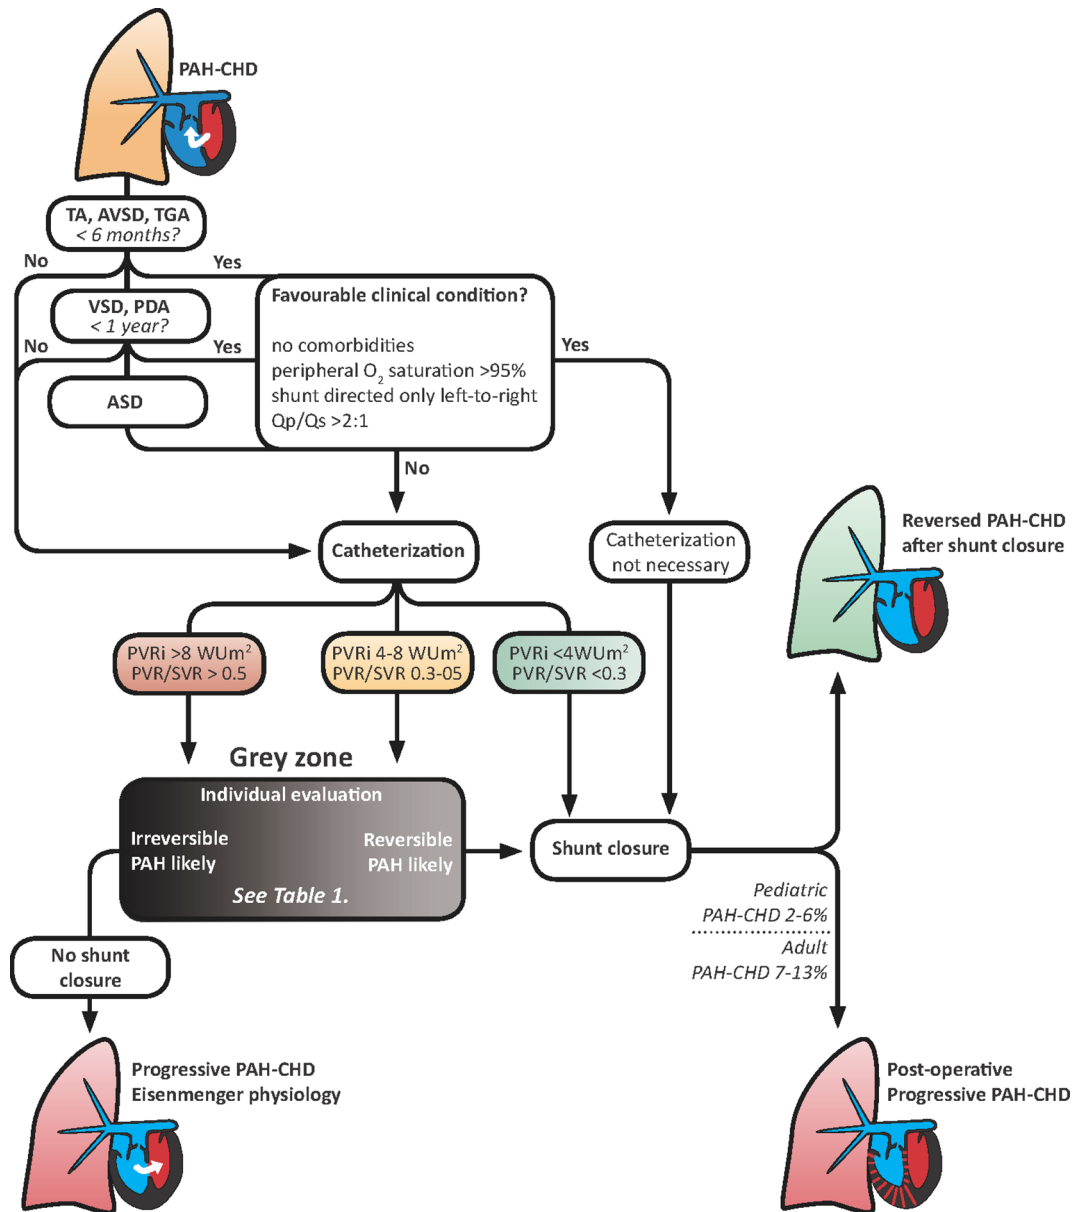 PAH-CHD
TA, AVSD, TGA
< 6 months?
No
Yes
VSD, PDA
< 1 year?
No
Yes
ASD
Favourable clinical condition?
no comorbidities
peripheral O2 saturation >95%
shunt directed only left-to-right
Qp/Qs >2:1
Yes
No
Catheterization
Catheterization
not necessary
Reversed PAH-CHD
after shunt closure
PVRi >8 WUm²
PVR/SVR > 0.5
PVRi 4-8 WUm²
PVR/SVR 0.3-05
PVRi <4WUm²
PVR/SVR <0.3
Grey zone
Individual evaluation
Irreversible
PAH likely
Reversible
PAH likely
See Table 1.
Shunt closure
Pediatric
PAH-CHD 2-6%
Adult
PAH-CHD 7-13%
No shunt
closure
Progressive PAH-CHD
Eisenmenger physiology
Post-operative
Progressive PAH-CHD